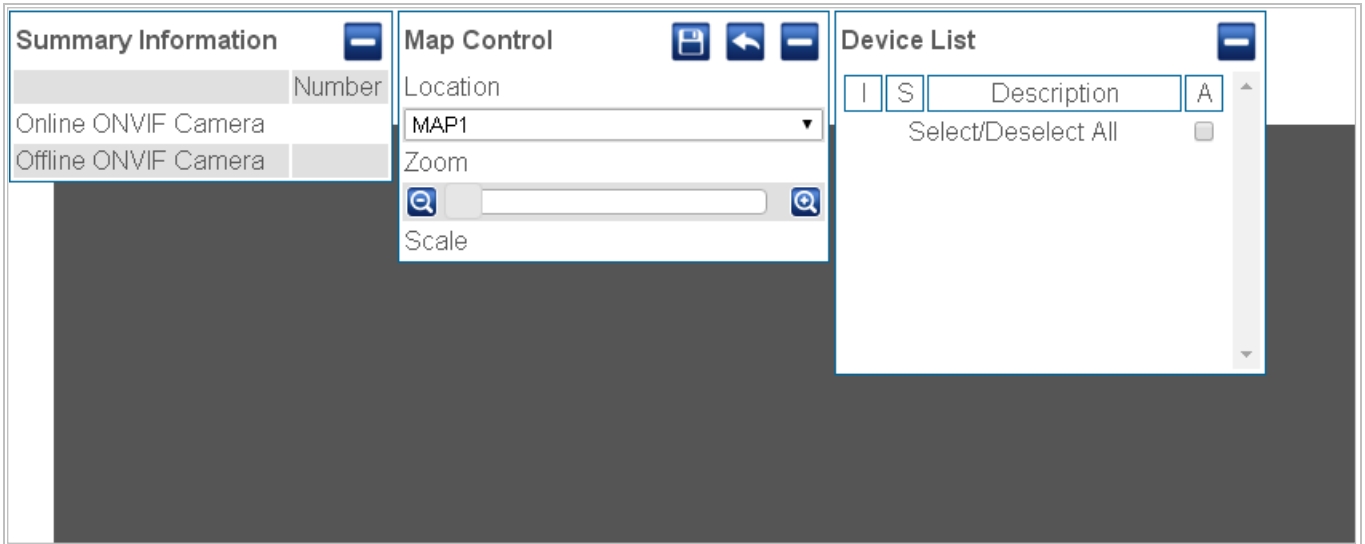 Summary Information
Number
Online ONVIF Camera
Offline ONVIF Camera
Map Control
Location
MAP1
Zoom
Scale
Device List
I S Description A
Select/Deselect All